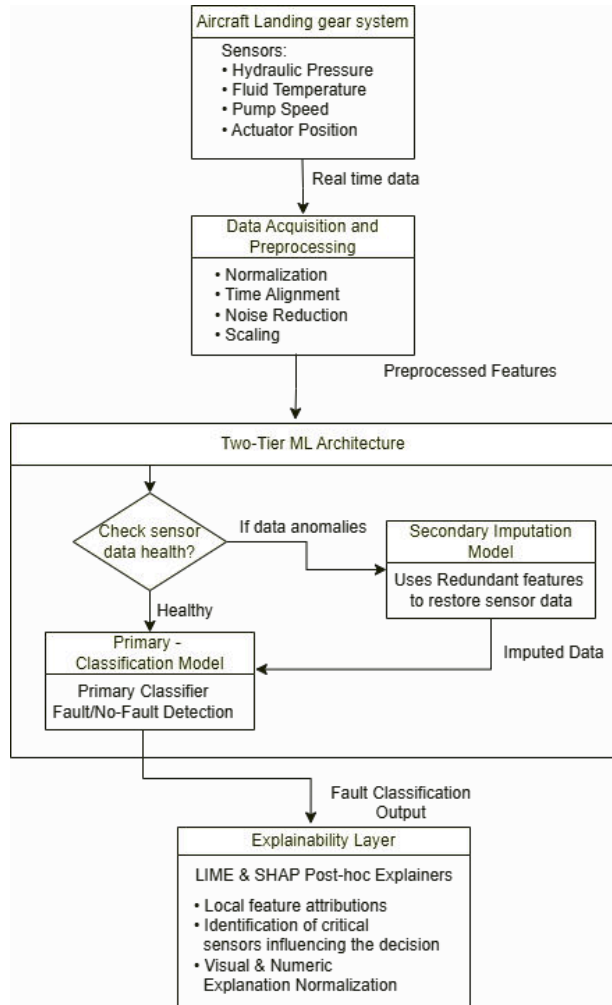 Aircraft Landing gear system
Sensors:
• Hydraulic Pressure
• Fluid Temperature
• Pump Speed
• Actuator Position
Real time data
Data Acquisition and
Preprocessing
• Normalization
• Time Alignment
• Noise Reduction
• Scaling
Preprocessed Features
Two-Tier ML Architecture
Check sensor
data health?
If data anomalies
Secondary Imputation
Model
Uses Redundant features
to restore sensor data
Healthy
Imputed Data
Primary -
Classification Model
Primary Classifier
Fault/No-Fault Detection
Fault Classification
Output
Explainability Layer
LIME & SHAP Post-hoc Explainers
• Local feature attributions
• Identification of critical
sensors influencing the decision
• Visual & Numeric
Explanation Normalization